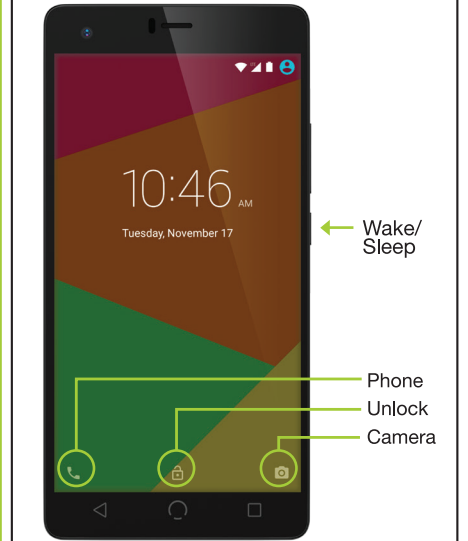 10:46 AM
Tuesday, November 17
Wake/
Sleep
Phone
Unlock
Camera